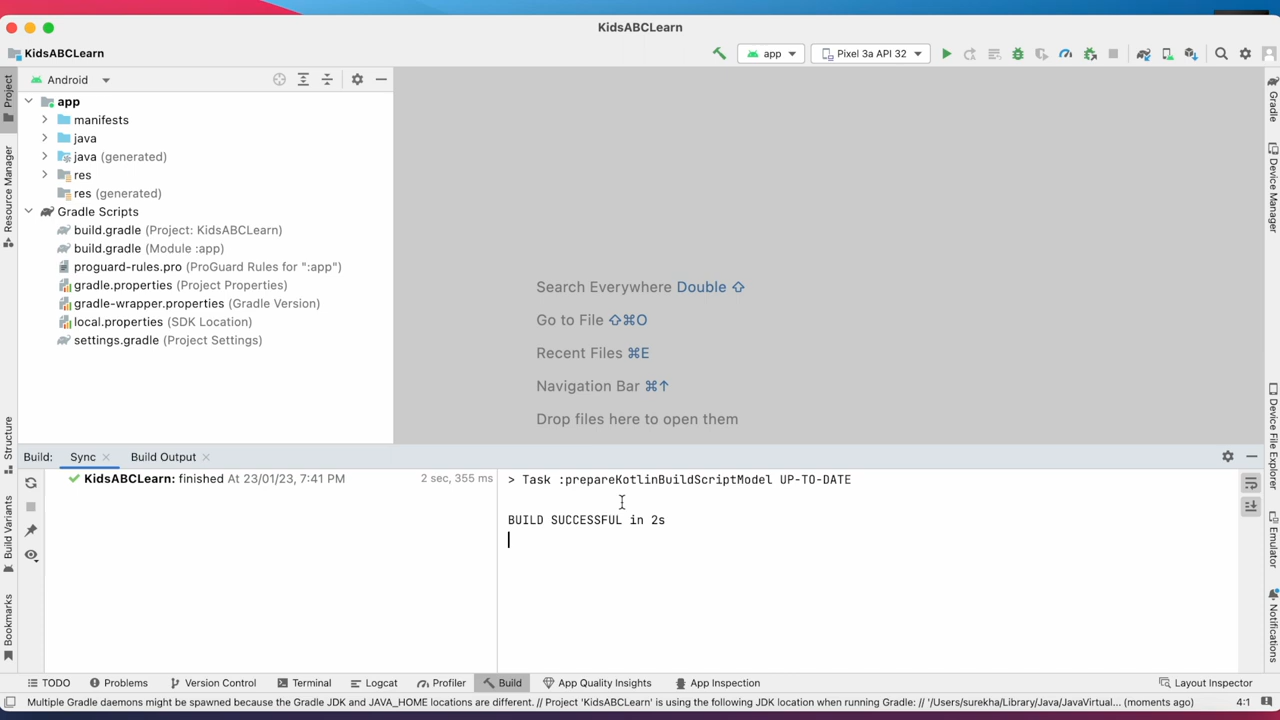 KidsABCLearn
KidsABCLearn
app
Pixel 3a API 32
Project
Resource Manager
Structure
Build Variants
Bookmarks
Android
app
manifests
java
java (generated)
res
res (generated)
Gradle Scripts
build.gradle (Project: KidsABCLearn)
build.gradle (Module :app)
proguard-rules.pro (ProGuard Rules for ":app")
gradle.properties (Project Properties)
gradle-wrapper.properties (Gradle Version)
local.properties (SDK Location)
settings.gradle (Project Settings)
Search Everywhere Double ⇧
Go to File ⇧⌘O
Recent Files ⌘E
Navigation Bar ⌘↑
Drop files here to open them
Gradle
Device Manager
Device File Explorer
Emulator
Notifications
Build: Sync Build Output
KidsABCLearn: finished At 23/01/23, 7:41 PM 2 sec, 355 ms
> Task :prepareKotlinBuildScriptModel UP-TO-DATE
BUILD SUCCESSFUL in 2s
TODO Problems Version Control Terminal Logcat Profiler Build App Quality Insights App Inspection Layout Inspector
Multiple Gradle daemons might be spawned because the Gradle JDK and JAVA_HOME locations are different. // Project 'KidsABCLearn' is using the following JDK location when running Gradle: // '/Users/surekha/Library/Java/JavaVirtual... (moments ago) 4:1